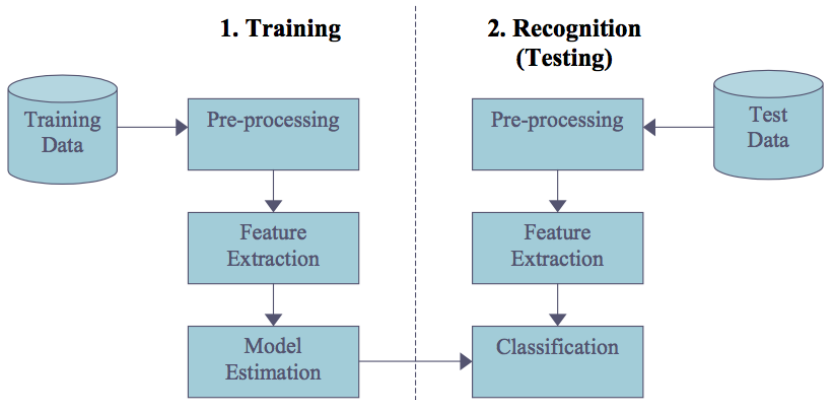 1. Training
2. Recognition
(Testing)
Training
Data
Pre-processing
Pre-processing
Test
Data
Feature
Extraction
Feature
Extraction
Model
Estimation
Classification